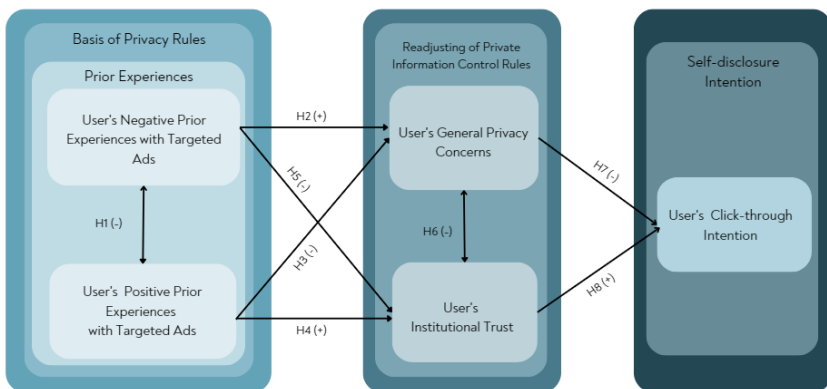 Basis of Privacy Rules
Prior Experiences
User's Negative Prior
Experiences with Targeted
Ads
H1 (-)
User's Positive Prior
Experiences
with Targeted Ads
H2 (+)
H5 (-)
H3 (-)
H4 (+)
Readjusting of Private
Information Control Rules
User's General Privacy
Concerns
H6 (-)
User's
Institutional Trust
H7 (-)
H8 (+)
Self-disclosure
Intention
User's Click-through
Intention